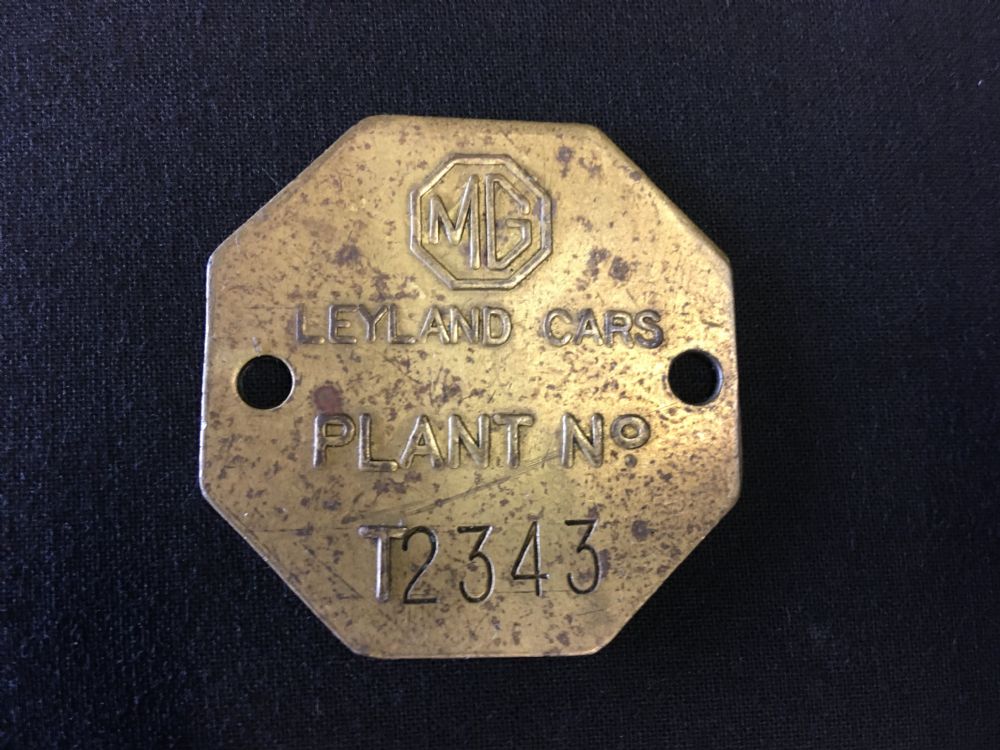 MG
LEYLAND CARS
PLANT Nº
T2343